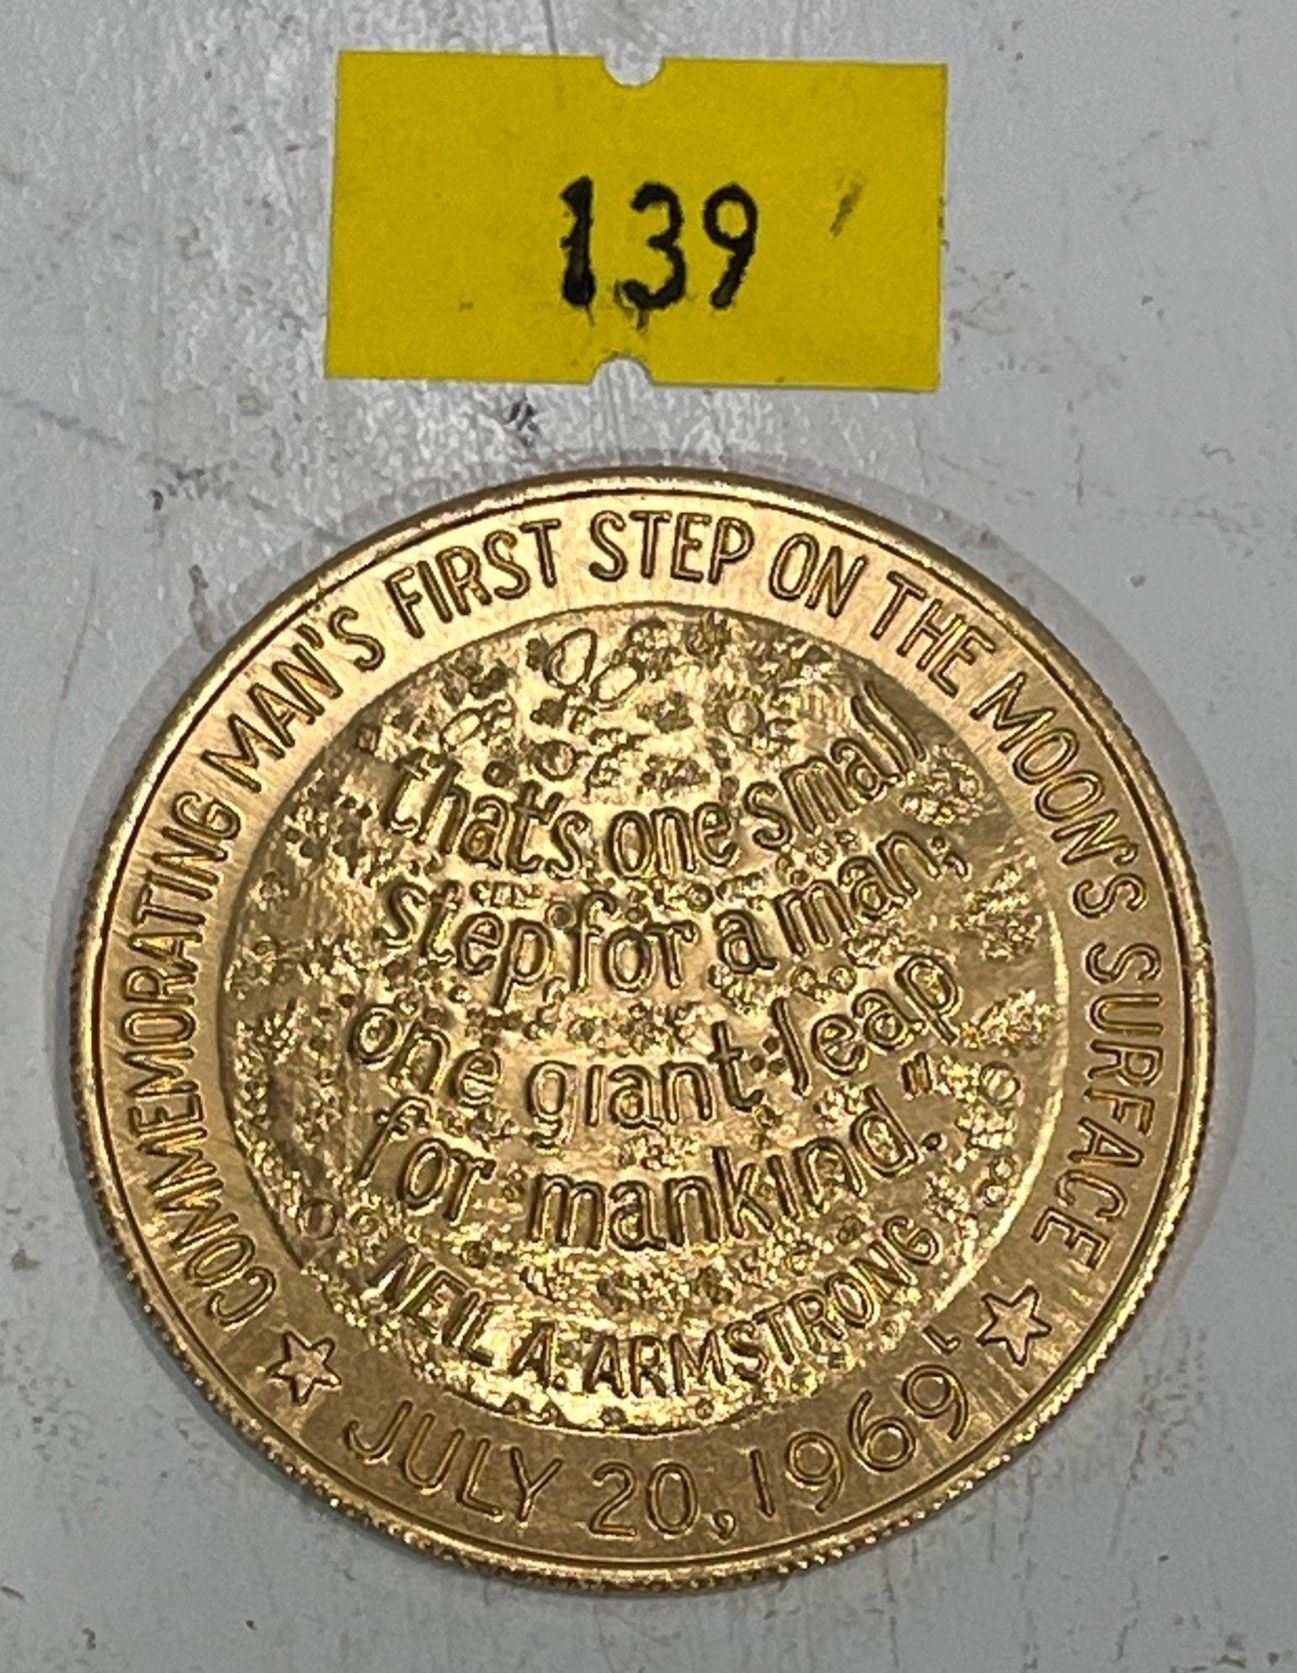 139
COMMEMORATING MAN'S FIRST STEP ON THE MOON'S SURFACE
that's one small
step for a man;
one giant leap
for mankind."
NEIL A. ARMSTRONG
JULY 20, 1969
L